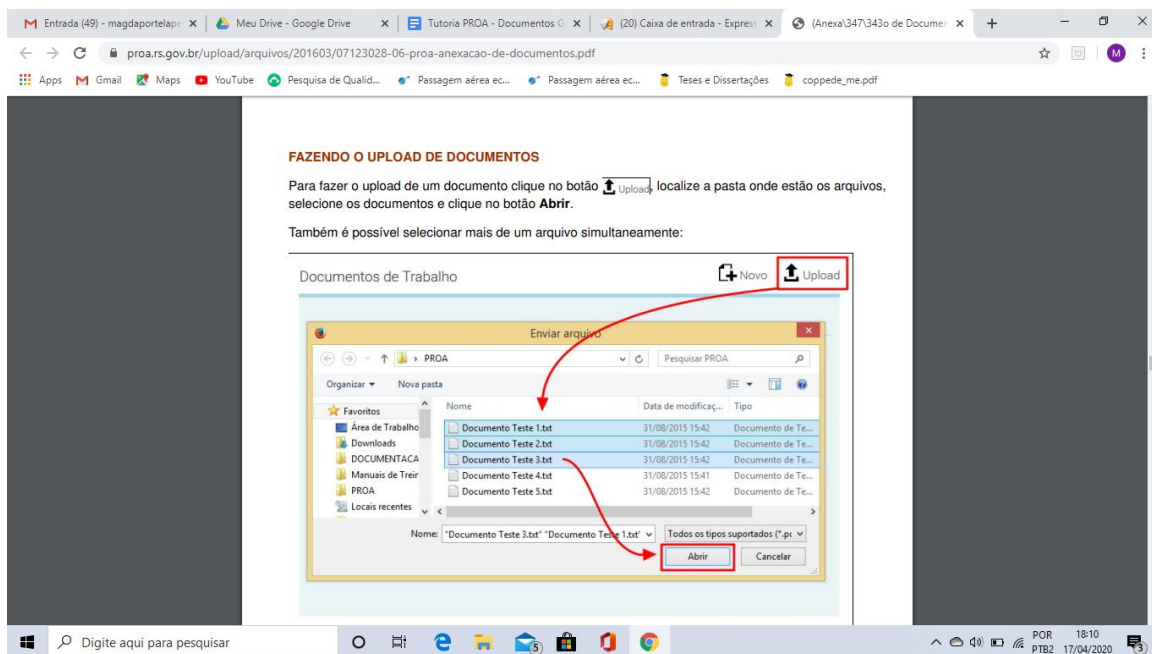 Entrada (49) - magdaportelape
Meu Drive - Google Drive
Tutoria PROA - Documentos G
(20) Caixa de entrada - Express
(Anexa\347\343o de Documen
proa.rs.gov.br/upload/arquivos/201603/07123028-06-proa-anexacao-de-documentos.pdf
M
Apps Gmail Maps YouTube Pesquisa de Qualid... Passagem aérea ec... Passagem aérea ec... Teses e Dissertações coppede_me.pdf
FAZENDO O UPLOAD DE DOCUMENTOS
Para fazer o upload de um documento clique no botão Upload, localize a pasta onde estão os arquivos,
selecione os documentos e clique no botão Abrir.
Também é possível selecionar mais de um arquivo simultaneamente:
Documentos de Trabalho Novo Upload
Enviar arquivo
PROA Pesquisar PROA
Organizar Nova pasta
Nome Data de modificaç... Tipo
Favoritos
Área de Trabalho Documento Teste 1.txt 31/08/2015 15:42 Documento de Te...
Downloads Documento Teste 2.txt 31/08/2015 15:42 Documento de Te...
DOCUMENTACA Documento Teste 3.txt 31/08/2015 15:42 Documento de Te...
Manuais de Treir Documento Teste 4.txt 31/08/2015 15:41 Documento de Te...
PROA Documento Teste 5.txt 31/08/2015 15:42 Documento de Te...
Locais recentes
Nome: "Documento Teste 3.txt" "Documento Teste 1.txt' Todos os tipos suportados (*.pc
Abrir Cancelar
Digite aqui para pesquisar
5
POR 18:10
PTB2 17/04/2020
3